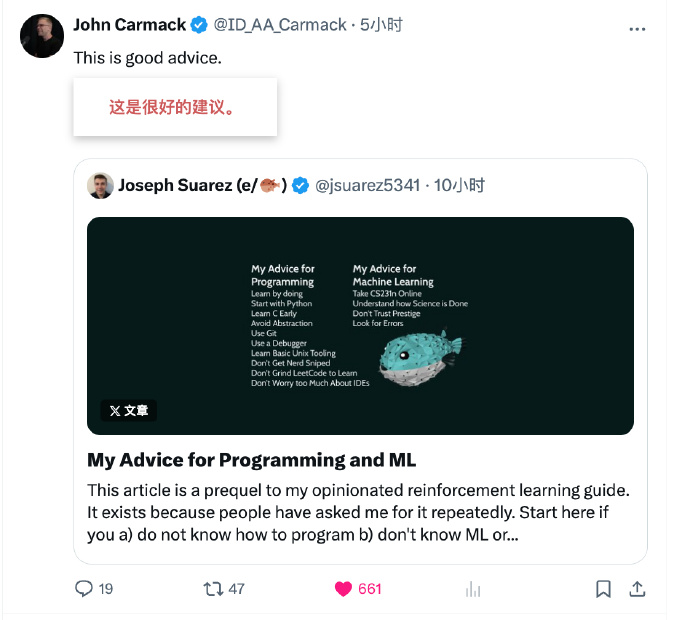 John Carmack @ID_AA_Carmack · 5小时
This is good advice.
这是很好的建议。
Joseph Suarez (e/🐡) @jsuarez5341 · 10小时
My Advice for
Programming
Learn by doing
Start with Python
Learn C Early
Avoid Abstraction
Use Git
Use a Debugger
Learn Basic Unix Tooling
Don't Get Nerd Sniped
Don't Grind LeetCode to Learn
Don't Worry too Much About IDEs
My Advice for
Machine Learning
Take CS231n Online
Understand how Science is Done
Don't Trust Prestige
Look for Errors
X 文章
My Advice for Programming and ML
This article is a prequel to my opinionated reinforcement learning guide.
It exists because people have asked me for it repeatedly. Start here if
you a) do not know how to program b) don't know ML or...
19 47 661